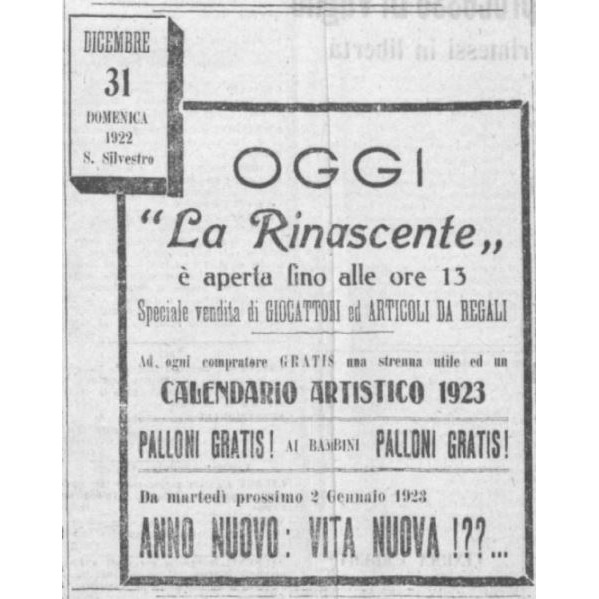 DICEMBRE
31
DOMENICA
1922
S. Silvestro
OGGI
"La Rinascente„
è aperta fino alle ore 13
Speciale vendita di GIOCATTOLI ed ARTICOLI DA REGALI
Ad ogni compratore GRATIS una strenna utile ed un
CALENDARIO ARTISTICO 1923
PALLONI GRATIS! AI BAMBINI PALLONI GRATIS!
Da martedì prossimo 2 Gennaio 1923
ANNO NUOVO: VITA NUOVA !??...